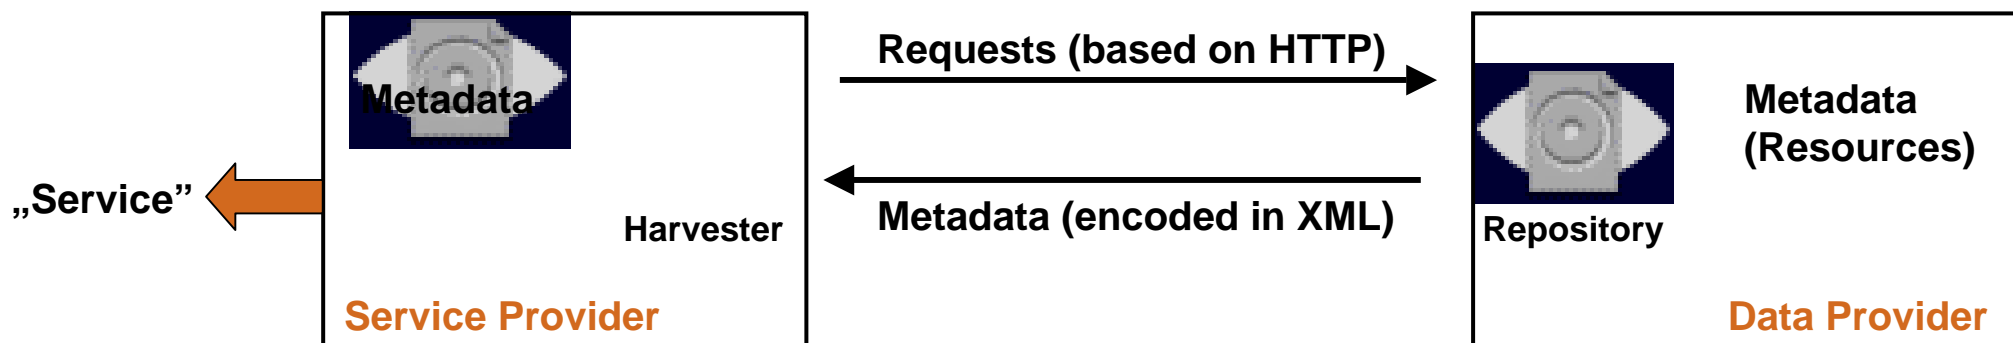 „Service”
Metadata
Harvester
Service Provider
Requests (based on HTTP)
Metadata (encoded in XML)
Repository
Metadata
(Resources)
Data Provider